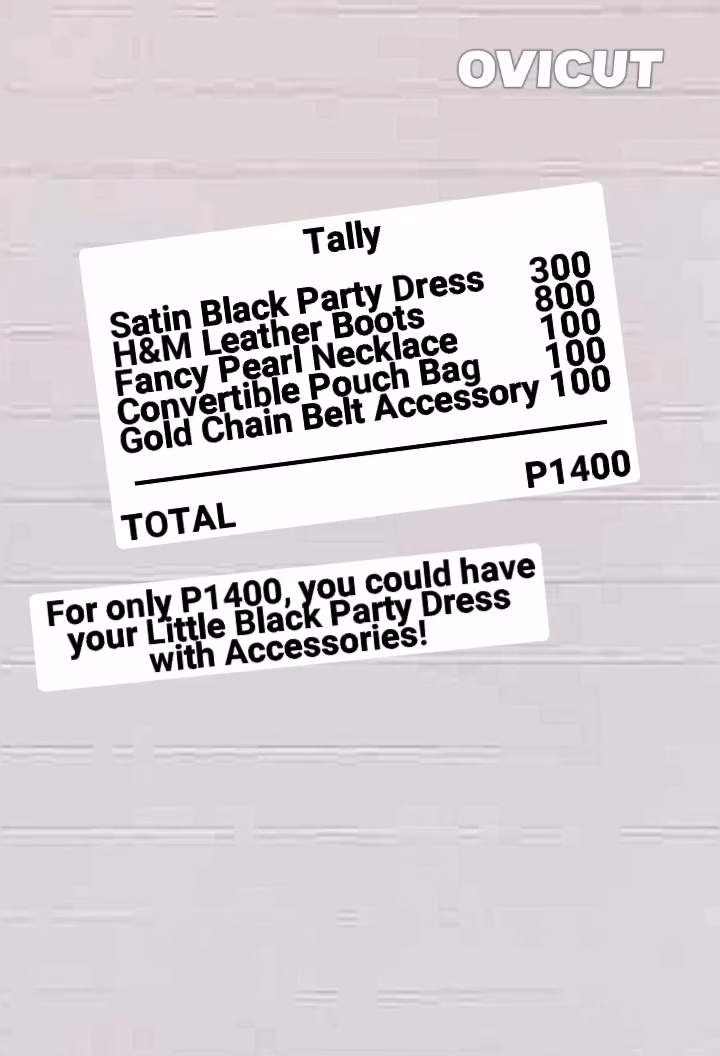 OVICUT
Tally
Satin Black Party Dress 300
H&M Leather Boots 800
Fancy Pearl Necklace 100
Convertible Pouch Bag 100
Gold Chain Belt Accessory 100
TOTAL P1400
For only P1400, you could have
your Little Black Party Dress
with Accessories!